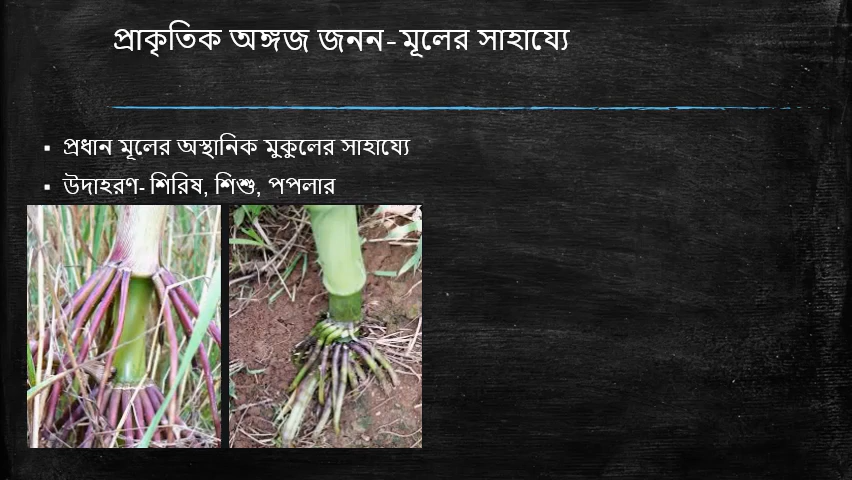 প্রাকৃতিক অঙ্গজ জনন-মূলের সাহায্যে
▪ প্রধান মূলের অস্থানিক মুকুলের সাহায্যে
▪ উদাহরণ- শিরিষ, শিশু, পপলার